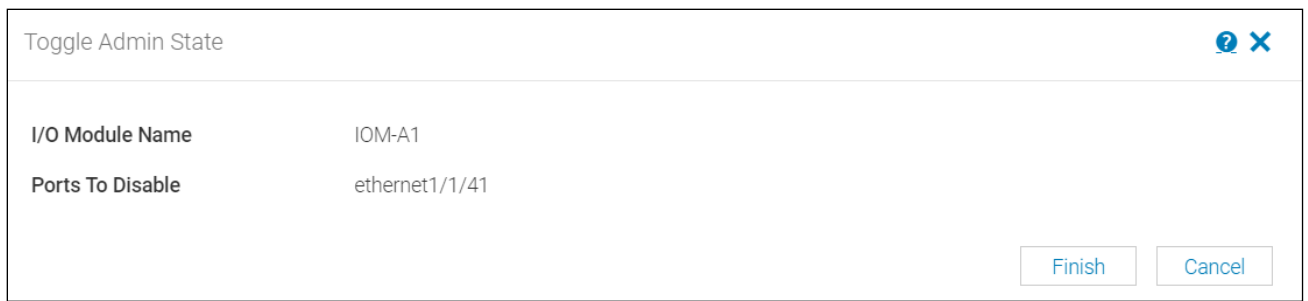 Toggle Admin State
I/O Module Name IOM-A1
Ports To Disable ethernet1/1/41
Finish Cancel